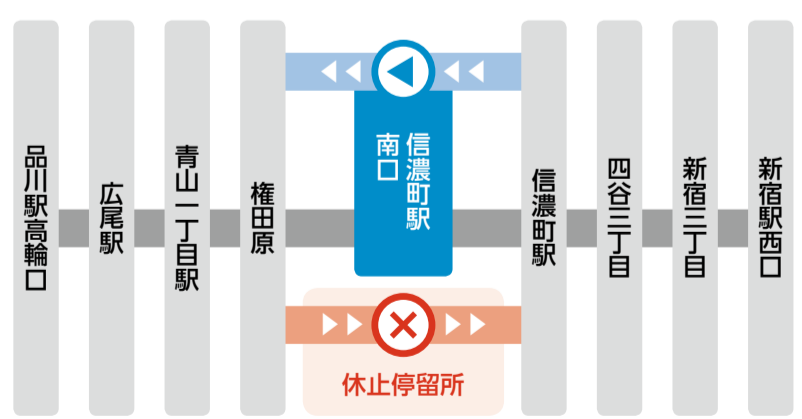 品川駅高輪口
広尾駅
青山一丁目駅
権田原
信濃町駅
南口
信濃町駅
四谷三丁目
新宿三丁目
新宿駅西口
休止停留所